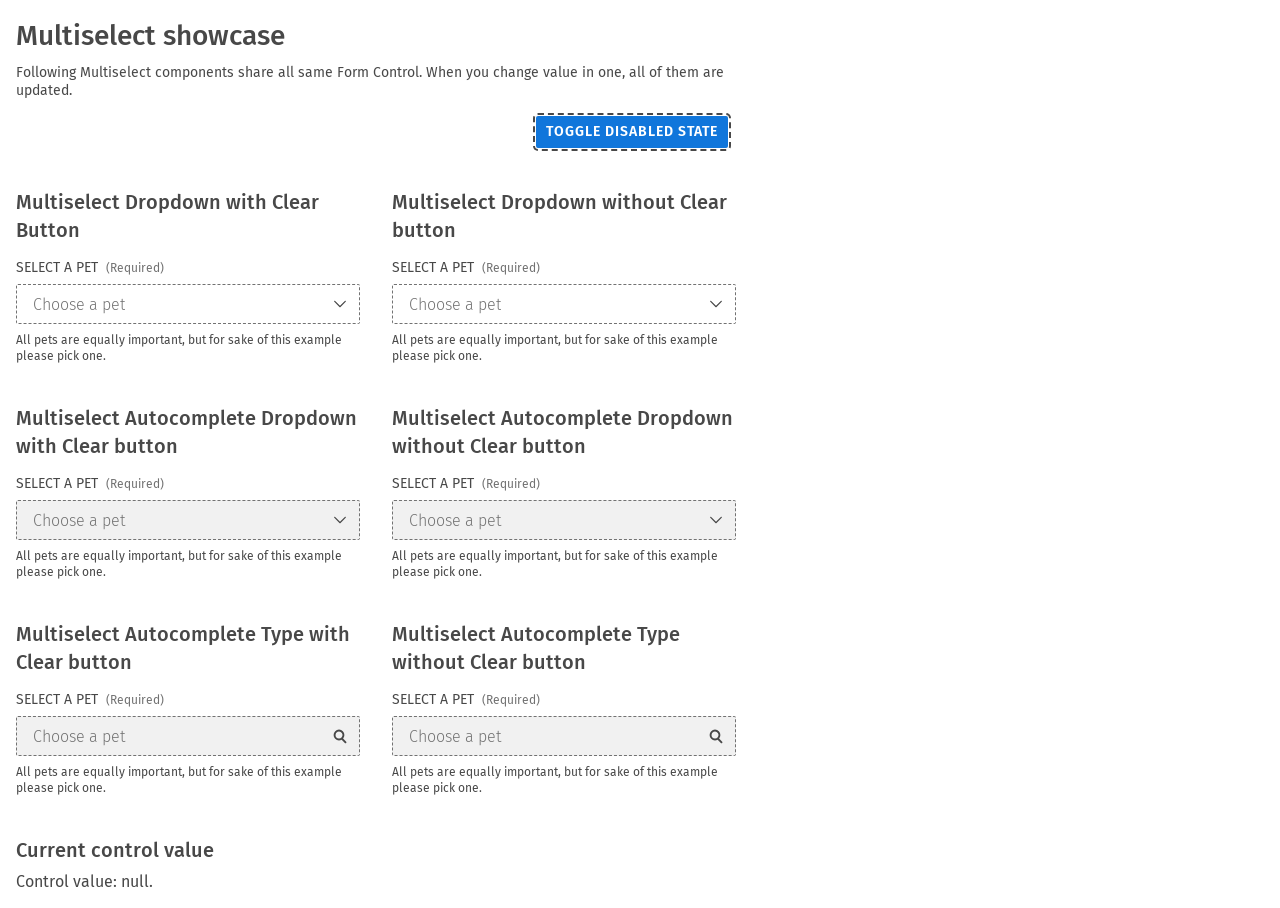 Multiselect showcase
Following Multiselect components share all same Form Control. When you change value in one, all of them are
updated.
TOGGLE DISABLED STATE
Multiselect Dropdown with Clear
Button
SELECT A PET (Required)
Choose a pet
All pets are equally important, but for sake of this example
please pick one.
Multiselect Dropdown without Clear
button
SELECT A PET (Required)
Choose a pet
All pets are equally important, but for sake of this example
please pick one.
Multiselect Autocomplete Dropdown
with Clear button
SELECT A PET (Required)
Choose a pet
All pets are equally important, but for sake of this example
please pick one.
Multiselect Autocomplete Dropdown
without Clear button
SELECT A PET (Required)
Choose a pet
All pets are equally important, but for sake of this example
please pick one.
Multiselect Autocomplete Type with
Clear button
SELECT A PET (Required)
Choose a pet
All pets are equally important, but for sake of this example
please pick one.
Multiselect Autocomplete Type
without Clear button
SELECT A PET (Required)
Choose a pet
All pets are equally important, but for sake of this example
please pick one.
Current control value
Control value: null.